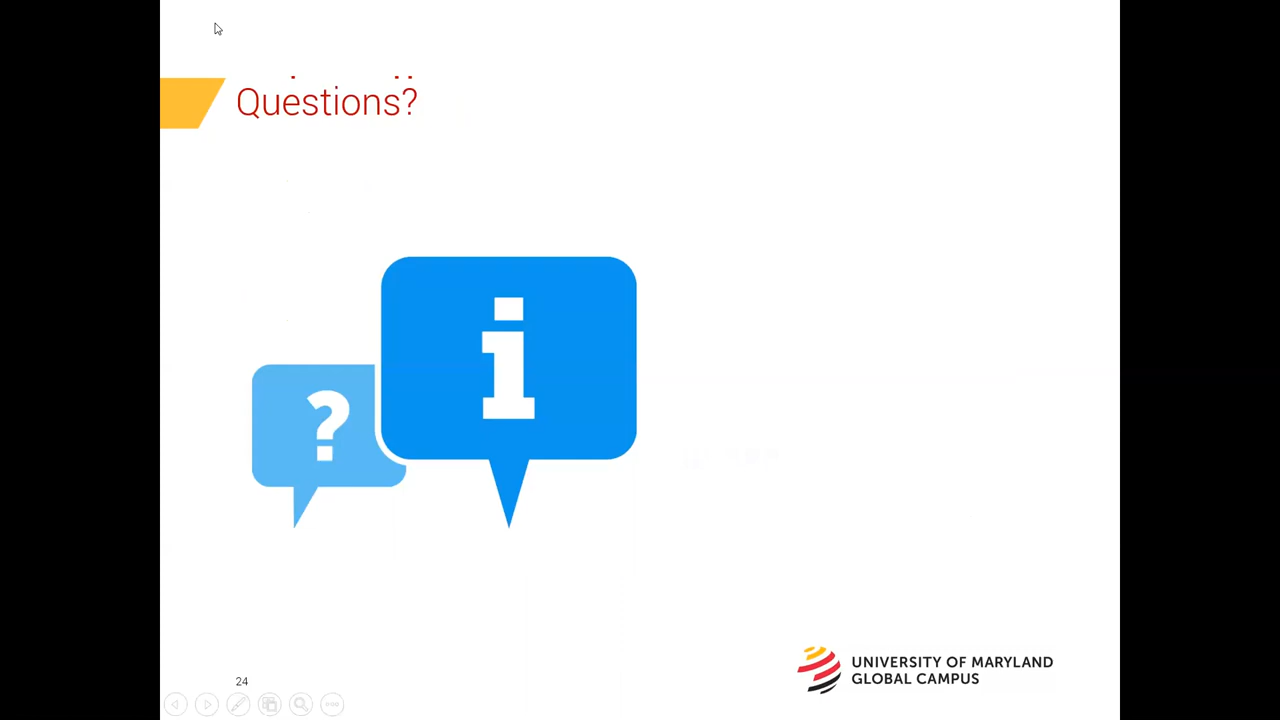 Questions?
i
?
24
UNIVERSITY OF MARYLAND
GLOBAL CAMPUS